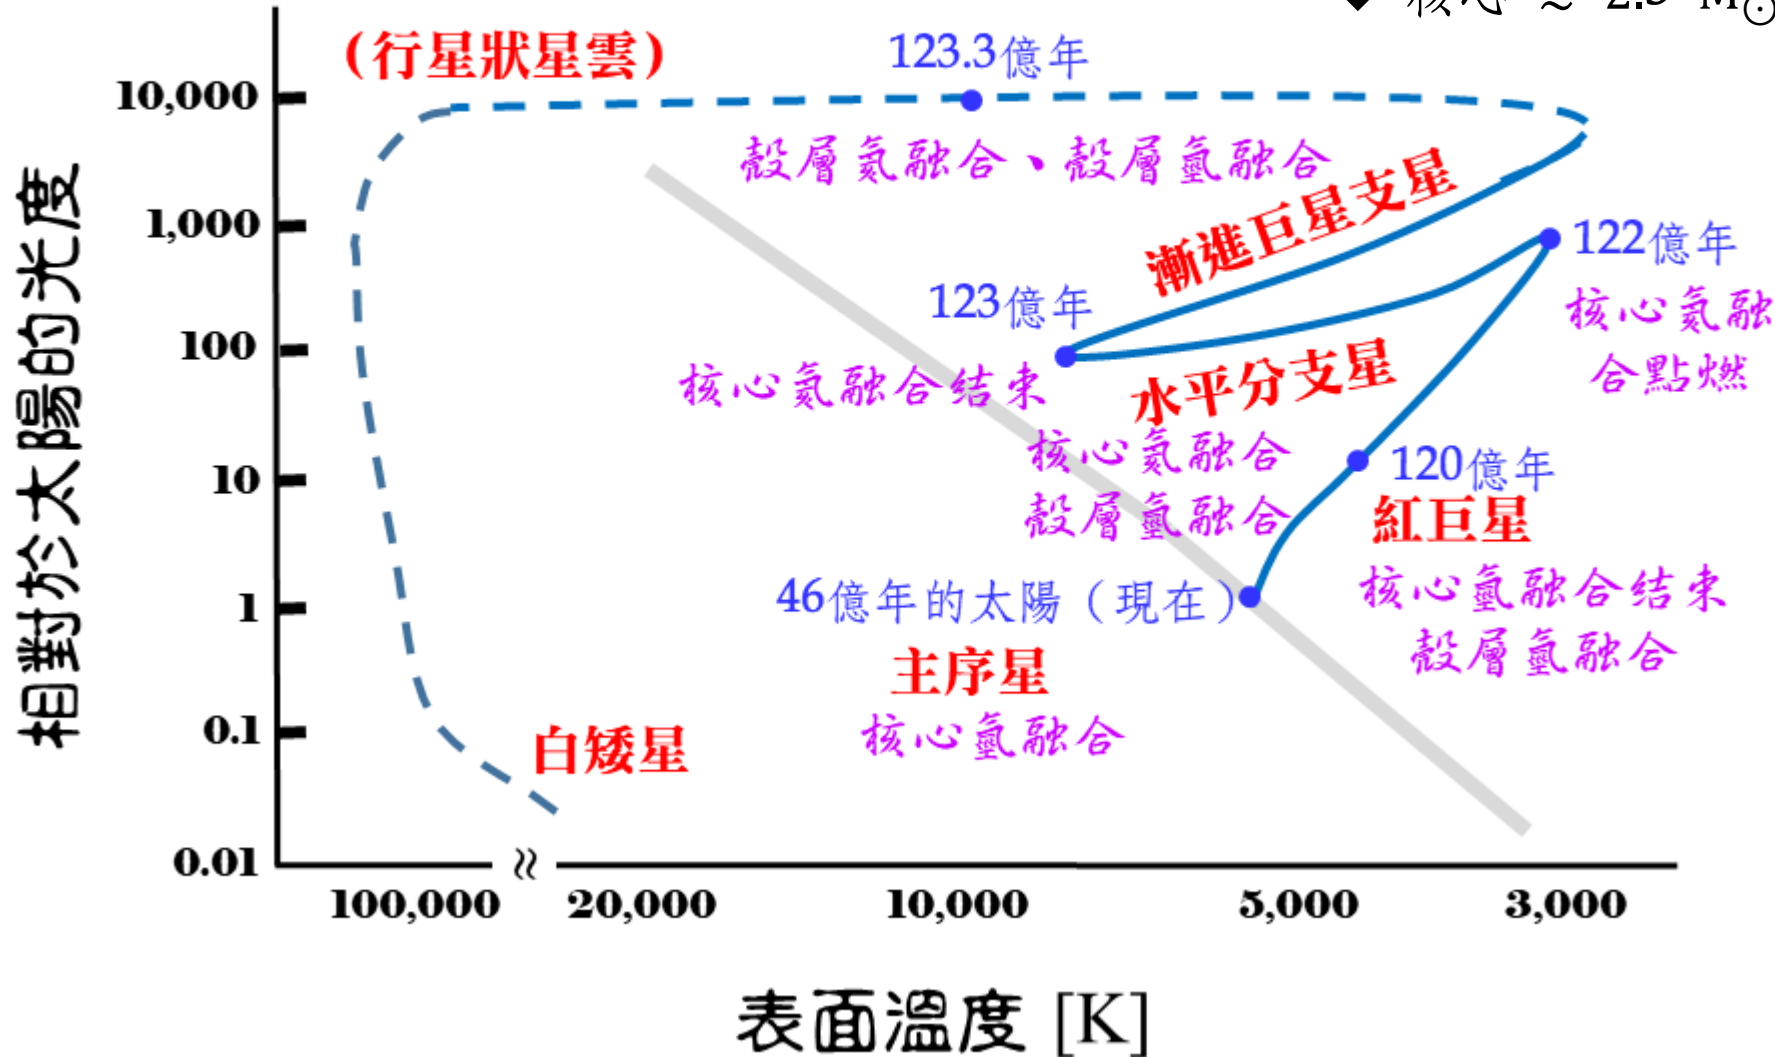 ◆ 核心 ~ 2.5 M☉
(行星狀星雲)
123.3億年
10,000
殼層氦融合、殼層氫融合
漸進巨星支星
1,000
122億年
核心氦融
合點燃
123億年
100
核心氦融合结束
水平分支星
核心氦融合
殼層氫融合
10
120億年
紅巨星
核心氫融合结束
殼層氫融合
46億年的太陽（現在）
1
主序星
核心氫融合
0.1
白矮星
0.01
相對於太陽的光度
100,000 20,000 10,000 5,000 3,000
表面溫度 [K]